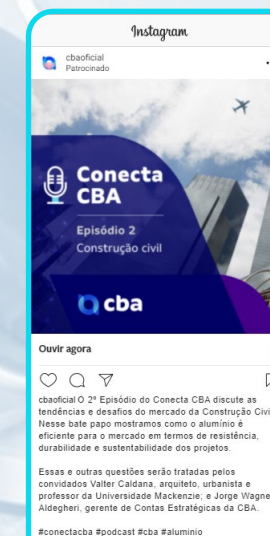 Instagram
cbaoficial
Patrocinado
Conecta
CBA
Episódio 2
Construção civil
cba
Ouvir agora
cbaoficial O 2º Episódio do Conecta CBA discute as
tendências e desafios do mercado da Construção Civi
Nesse bate papo mostramos como o alumínio é
eficiente para o mercado em termos de resistência,
durabilidade e sustentabilidade dos projetos.
Essas e outras questões serão tratadas pelos
convidados Valter Caldana, arquiteto, urbanista e
professor da Universidade Mackenzie; e Jorge Wagne
Aldegheri, gerente de Contas Estratégicas da CBA.
#conectacba #podcast #cba #aluminio